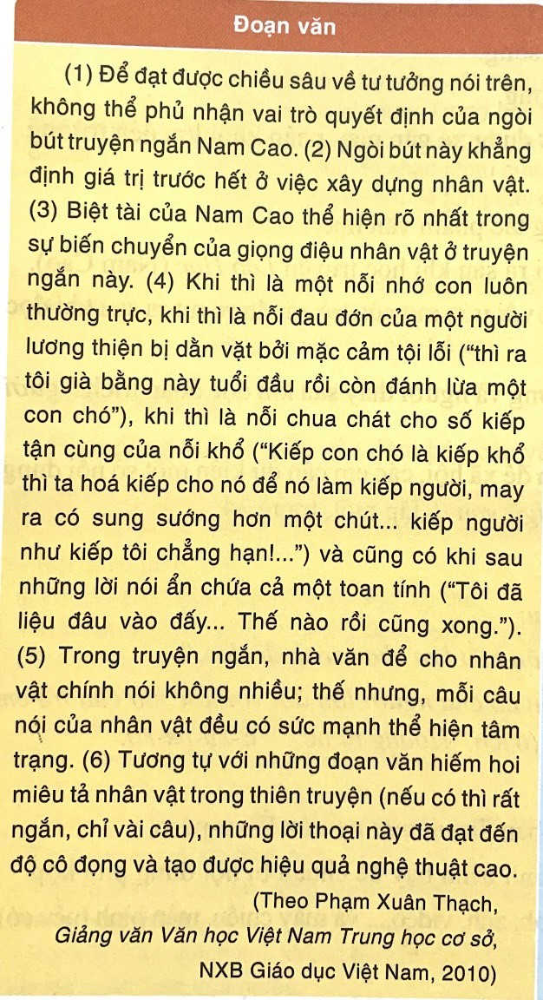 Đoạn văn
(1) Để đạt được chiều sâu về tư tưởng nói trên,
không thể phủ nhận vai trò quyết định của ngòi
bút truyện ngắn Nam Cao. (2) Ngòi bút này khẳng
định giá trị trước hết ở việc xây dựng nhân vật.
(3) Biệt tài của Nam Cao thể hiện rõ nhất trong
sự biến chuyển của giọng điệu nhân vật ở truyện
ngắn này. (4) Khi thì là một nỗi nhớ con luôn
thường trực, khi thì là nỗi đau đớn của một người
lương thiện bị dằn vặt bởi mặc cảm tội lỗi (“thì ra
tôi già bằng này tuổi đầu rồi còn đánh lừa một
con chó”), khi thì là nỗi chua chát cho số kiếp
tận cùng của nỗi khổ (“Kiếp con chó là kiếp khổ
thì ta hoá kiếp cho nó để nó làm kiếp người, may
ra có sung sướng hơn một chút... kiếp người
như kiếp tôi chẳng hạn!...”) và cũng có khi sau
những lời nói ẩn chứa cả một toan tính (“Tôi đã
liệu đâu vào đấy... Thế nào rồi cũng xong.”).
(5) Trong truyện ngắn, nhà văn để cho nhân
vật chính nói không nhiều; thế nhưng, mỗi câu
nói của nhân vật đều có sức mạnh thể hiện tâm
trạng. (6) Tương tự với những đoạn văn hiếm hoi
miêu tả nhân vật trong thiên truyện (nếu có thì rất
ngắn, chỉ vài câu), những lời thoại này đã đạt đến
độ cô đọng và tạo được hiệu quả nghệ thuật cao.
(Theo Phạm Xuân Thạch,
Giảng văn Văn học Việt Nam Trung học cơ sở,
NXB Giáo dục Việt Nam, 2010)